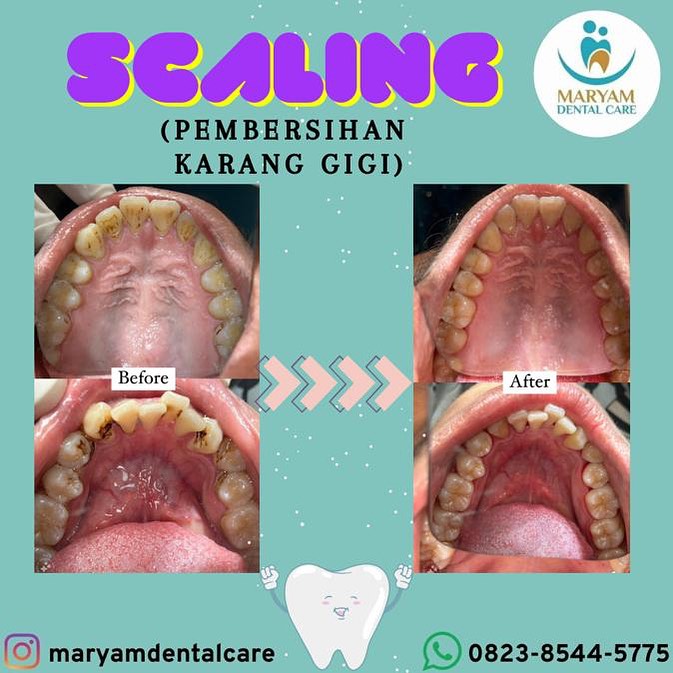 SCALING
(PEMBERSIHAN
KARANG GIGI)
MARYAM
DENTAL CARE
Before
After
maryamdentalcare
0823-8544-5775